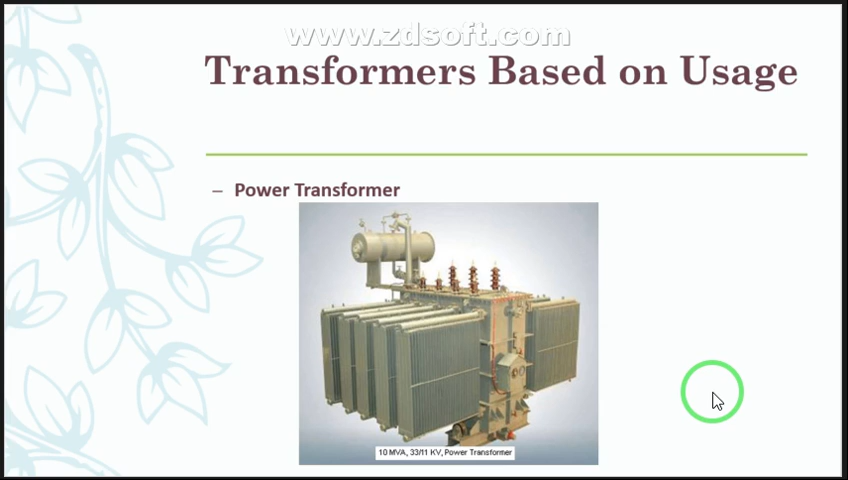 www.zdsoft.com
Transformers Based on Usage
– Power Transformer
10 MVA, 33/11 KV, Power Transformer